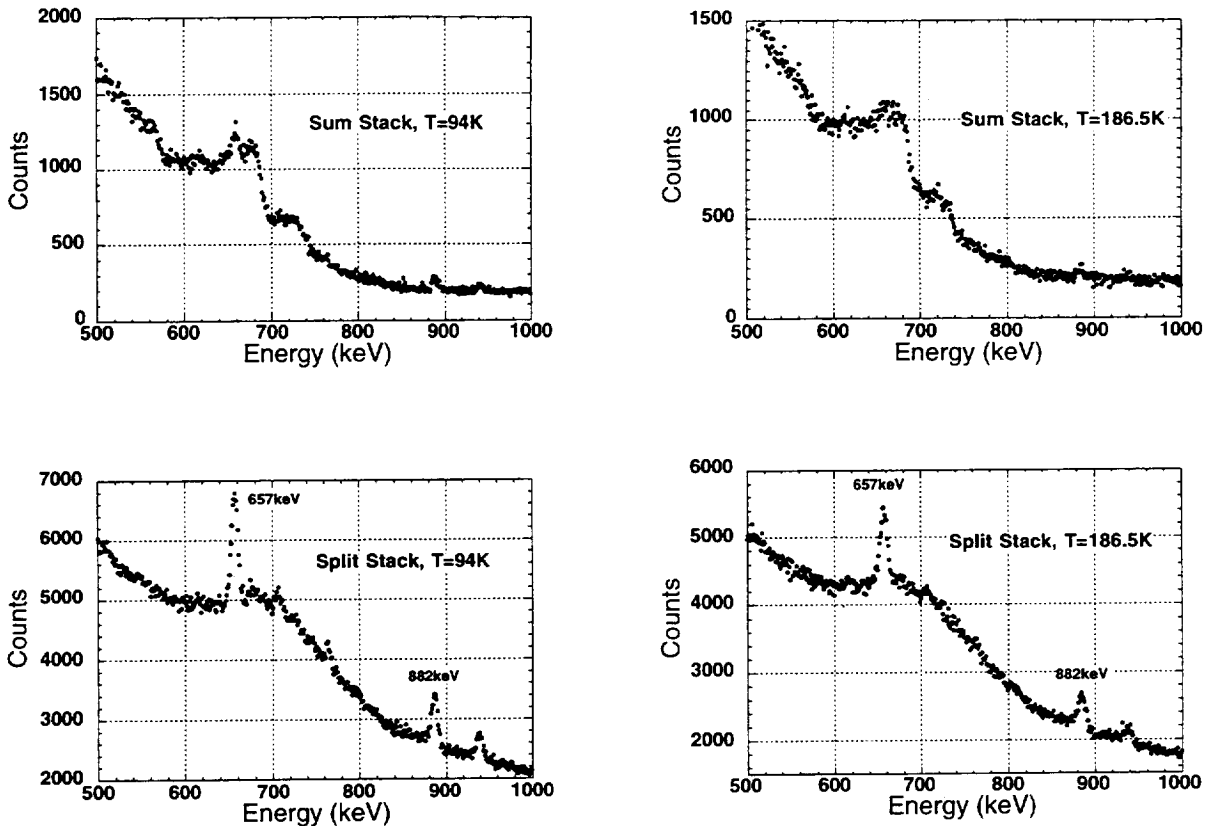 2000
1500
1000
500
0
Counts
Sum Stack, T=94K
500 600 700 800 900 1000
Energy (keV)
1500
1000
500
0
Counts
Sum Stack, T=186.5K
500 600 700 800 900 1000
Energy (keV)
7000
6000
5000
4000
3000
2000
Counts
657keV
Split Stack, T=94K
882keV
500 600 700 800 900 1000
Energy (keV)
6000
5000
4000
3000
2000
Counts
657keV
Split Stack, T=186.5K
882keV
500 600 700 800 900 1000
Energy (keV)